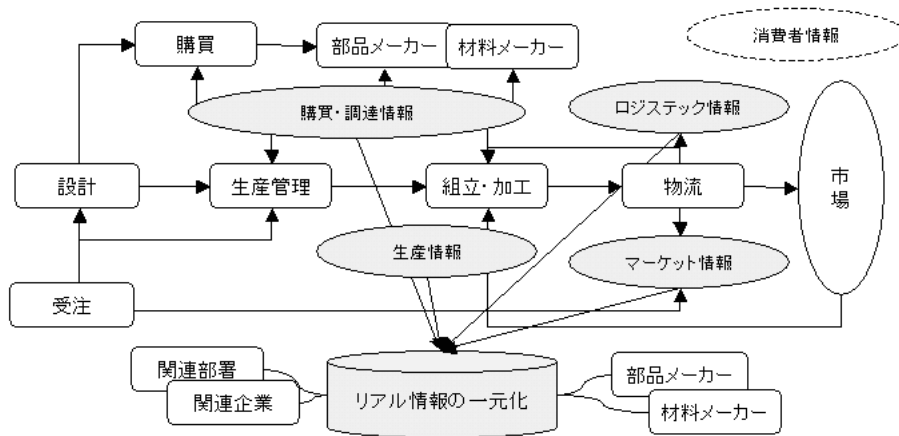 購買
部品メーカー
材料メーカー
消費者情報
購買・調達情報
ロジステック情報
設計
生産管理
組立・加工
物流
市場
生産情報
マーケット情報
受注
関連部署
関連企業
リアル情報の一元化
部品メーカー
材料メーカー